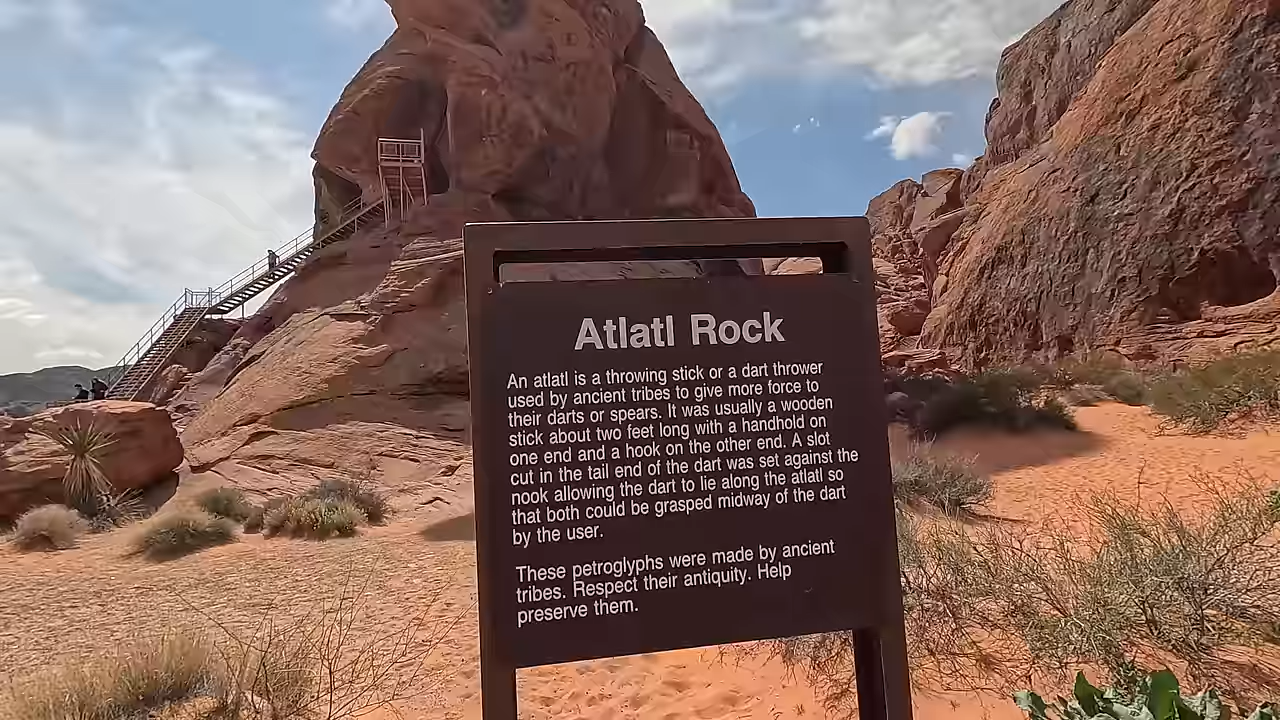 Atlatl Rock
An atlatl is a throwing stick or a dart thrower
used by ancient tribes to give more force to
their darts or spears. It was usually a wooden
stick about two feet long with a handhold on
one end and a hook on the other end. A slot
cut in the tail end of the dart was set against the
nook allowing the dart to lie along the atlatl so
that both could be grasped midway of the dart
by the user.
These petroglyphs were made by ancient
tribes. Respect their antiquity. Help
preserve them.